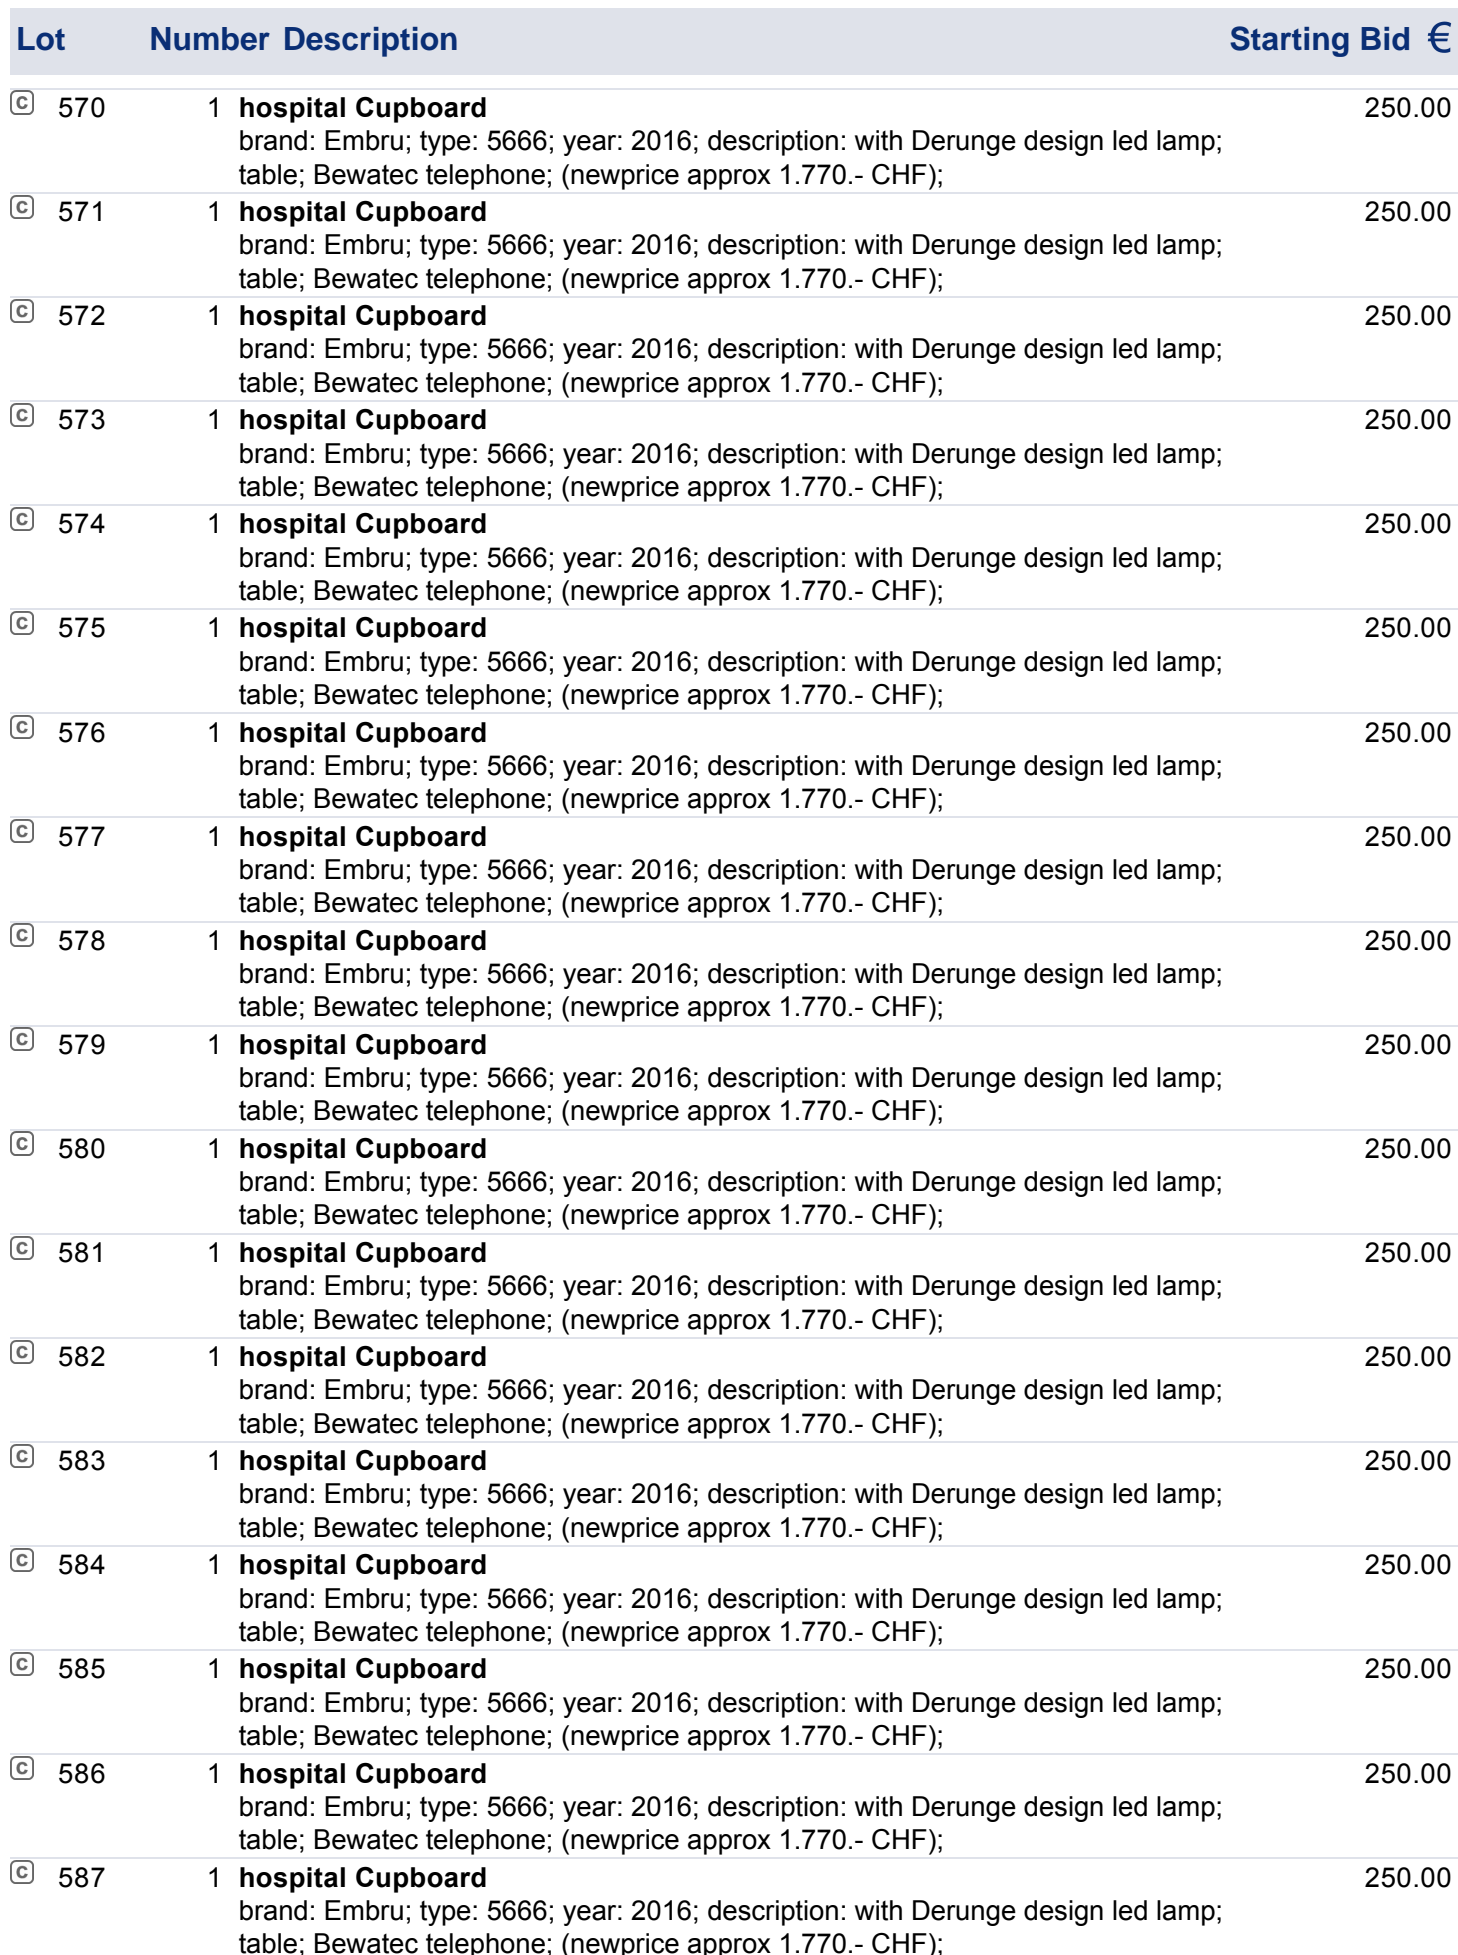 Lot Number Description Starting Bid €
C 570 1 hospital Cupboard 250.00
brand: Embru; type: 5666; year: 2016; description: with Derunge design led lamp;
table; Bewatec telephone; (newprice approx 1.770.- CHF);
C 571 1 hospital Cupboard 250.00
brand: Embru; type: 5666; year: 2016; description: with Derunge design led lamp;
table; Bewatec telephone; (newprice approx 1.770.- CHF);
C 572 1 hospital Cupboard 250.00
brand: Embru; type: 5666; year: 2016; description: with Derunge design led lamp;
table; Bewatec telephone; (newprice approx 1.770.- CHF);
C 573 1 hospital Cupboard 250.00
brand: Embru; type: 5666; year: 2016; description: with Derunge design led lamp;
table; Bewatec telephone; (newprice approx 1.770.- CHF);
C 574 1 hospital Cupboard 250.00
brand: Embru; type: 5666; year: 2016; description: with Derunge design led lamp;
table; Bewatec telephone; (newprice approx 1.770.- CHF);
C 575 1 hospital Cupboard 250.00
brand: Embru; type: 5666; year: 2016; description: with Derunge design led lamp;
table; Bewatec telephone; (newprice approx 1.770.- CHF);
C 576 1 hospital Cupboard 250.00
brand: Embru; type: 5666; year: 2016; description: with Derunge design led lamp;
table; Bewatec telephone; (newprice approx 1.770.- CHF);
C 577 1 hospital Cupboard 250.00
brand: Embru; type: 5666; year: 2016; description: with Derunge design led lamp;
table; Bewatec telephone; (newprice approx 1.770.- CHF);
C 578 1 hospital Cupboard 250.00
brand: Embru; type: 5666; year: 2016; description: with Derunge design led lamp;
table; Bewatec telephone; (newprice approx 1.770.- CHF);
C 579 1 hospital Cupboard 250.00
brand: Embru; type: 5666; year: 2016; description: with Derunge design led lamp;
table; Bewatec telephone; (newprice approx 1.770.- CHF);
C 580 1 hospital Cupboard 250.00
brand: Embru; type: 5666; year: 2016; description: with Derunge design led lamp;
table; Bewatec telephone; (newprice approx 1.770.- CHF);
C 581 1 hospital Cupboard 250.00
brand: Embru; type: 5666; year: 2016; description: with Derunge design led lamp;
table; Bewatec telephone; (newprice approx 1.770.- CHF);
C 582 1 hospital Cupboard 250.00
brand: Embru; type: 5666; year: 2016; description: with Derunge design led lamp;
table; Bewatec telephone; (newprice approx 1.770.- CHF);
C 583 1 hospital Cupboard 250.00
brand: Embru; type: 5666; year: 2016; description: with Derunge design led lamp;
table; Bewatec telephone; (newprice approx 1.770.- CHF);
C 584 1 hospital Cupboard 250.00
brand: Embru; type: 5666; year: 2016; description: with Derunge design led lamp;
table; Bewatec telephone; (newprice approx 1.770.- CHF);
C 585 1 hospital Cupboard 250.00
brand: Embru; type: 5666; year: 2016; description: with Derunge design led lamp;
table; Bewatec telephone; (newprice approx 1.770.- CHF);
C 586 1 hospital Cupboard 250.00
brand: Embru; type: 5666; year: 2016; description: with Derunge design led lamp;
table; Bewatec telephone; (newprice approx 1.770.- CHF);
C 587 1 hospital Cupboard 250.00
brand: Embru; type: 5666; year: 2016; description: with Derunge design led lamp;
table; Bewatec telephone; (newprice approx 1.770.- CHF);